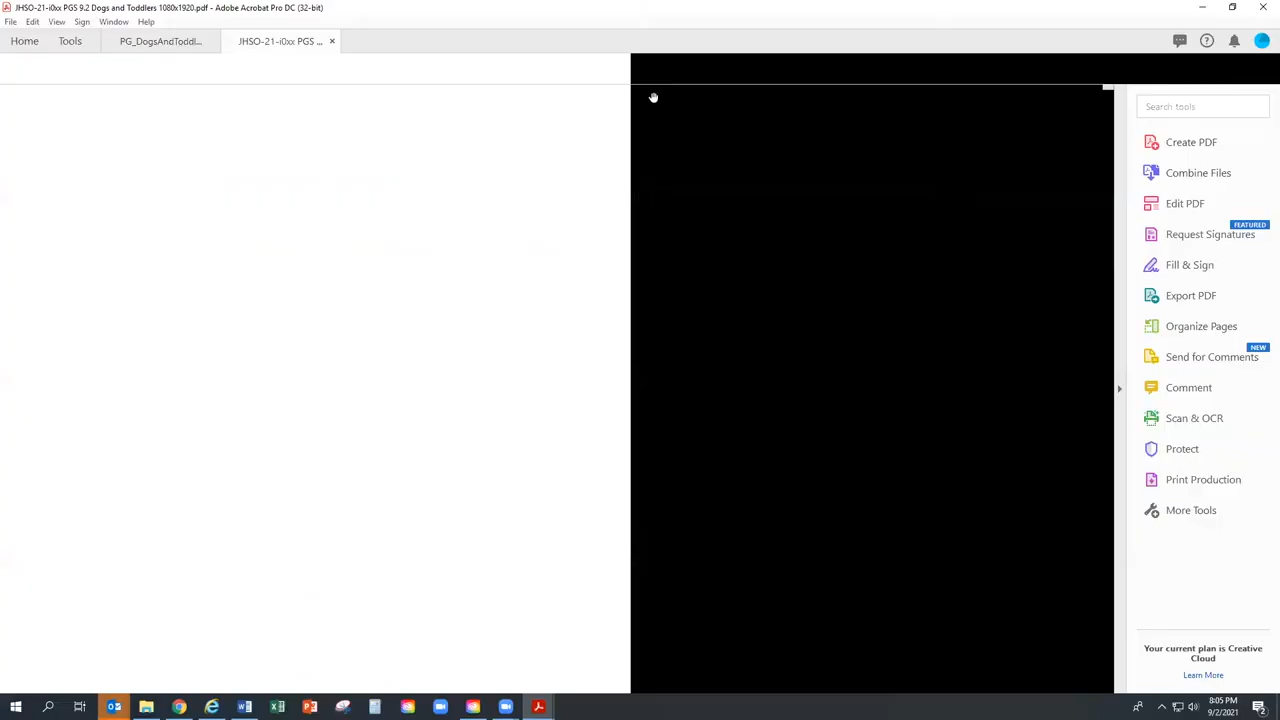 JHSO-21-i0xx PGS 9.2 Dogs and Toddlers 1080x1920.pdf - Adobe Acrobat Pro DC (32-bit)
File Edit View Sign Window Help
Home Tools PG_DogsAndToddl... JHSO-21-i0xx PGS ... ×
Search tools
Create PDF
Combine Files
Edit PDF
FEATURED
Request Signatures
Fill & Sign
Export PDF
Organize Pages
NEW
Send for Comments
Comment
Scan & OCR
Protect
Print Production
More Tools
Your current plan is Creative
Cloud
Learn More
8:05 PM
9/2/2021
2